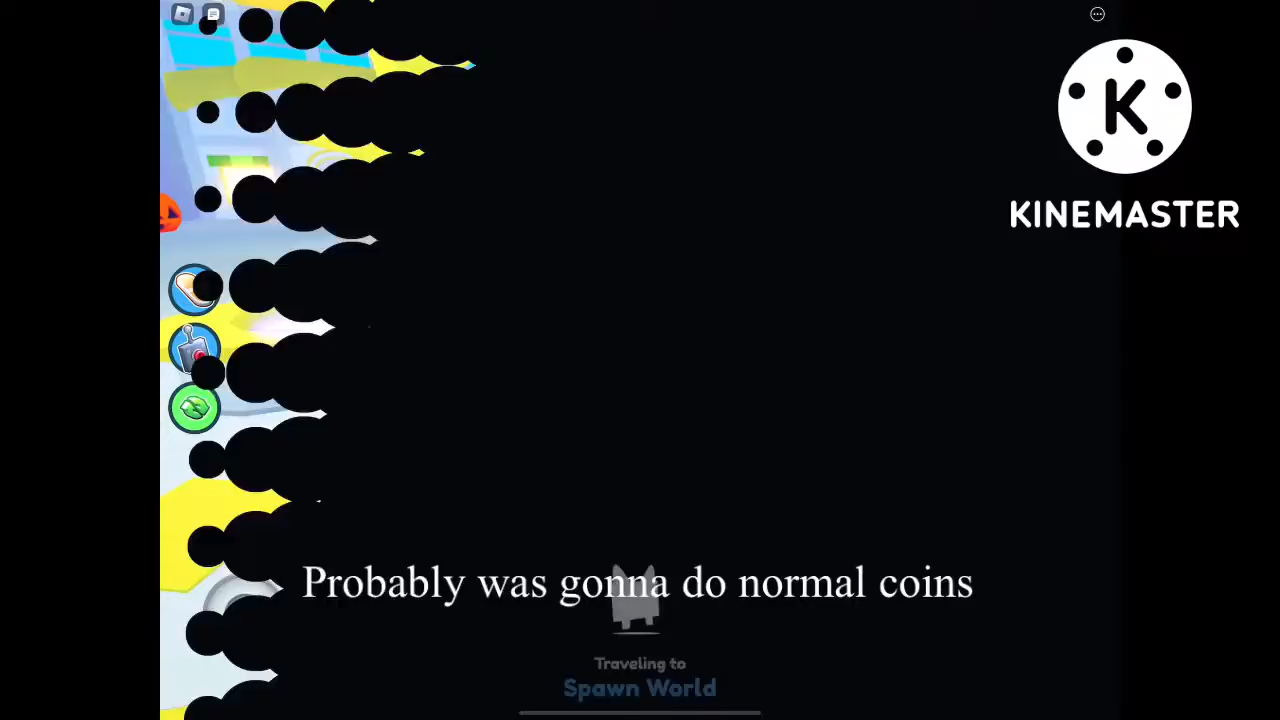 K
KINEMASTER
Probably was gonna do normal coins
Traveling to
Spawn World